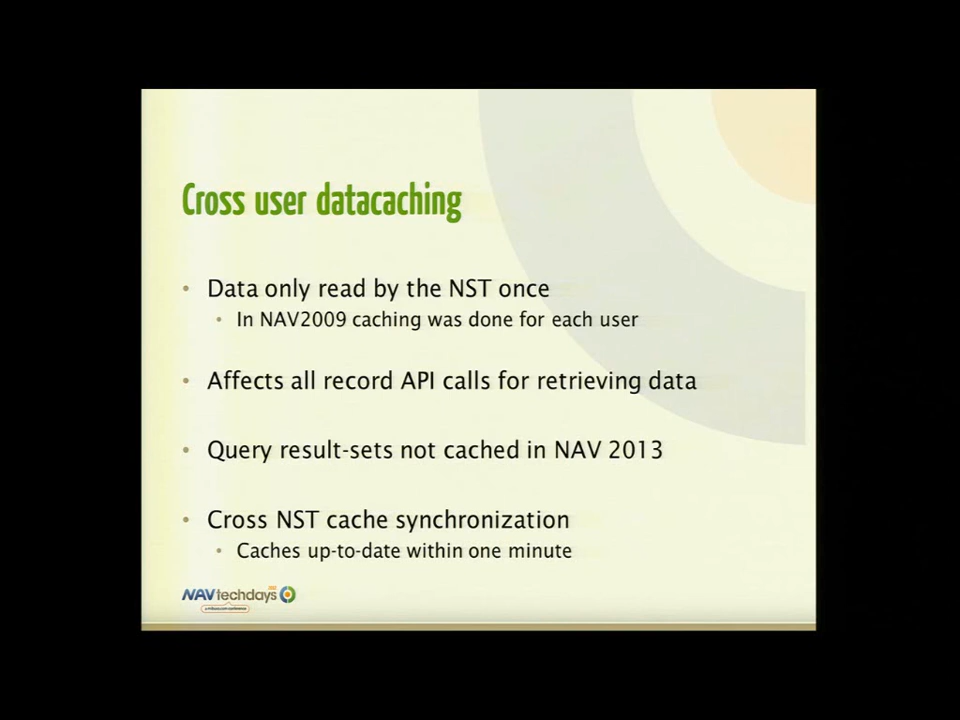 Cross user datacaching
• Data only read by the NST once
• In NAV2009 caching was done for each user
• Affects all record API calls for retrieving data
• Query result-sets not cached in NAV 2013
• Cross NST cache synchronization
• Caches up-to-date within one minute
NAVtechdays